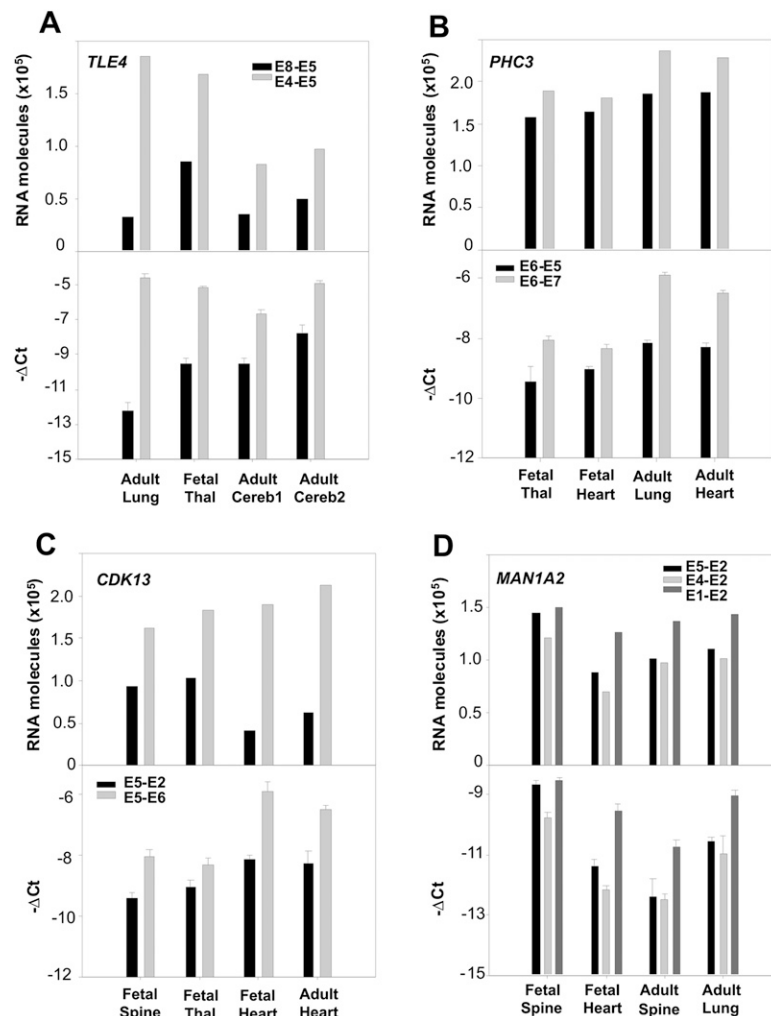 A
TLE4
E8-E5
E4-E5
RNA molecules (x10⁵)
1.5
1.0
0.5
0
-ΔCt
-5
-7
-9
-11
-13
-15
Adult Lung
Fetal Thal
Adult Cereb1
Adult Cereb2
B
PHC3
RNA molecules (x10⁵)
2.0
1.5
1.0
0.5
0
E6-E5
E6-E7
-ΔCt
-6
-8
-10
-12
Fetal Thal
Fetal Heart
Adult Lung
Adult Heart
C
CDK13
RNA molecules (x10⁵)
2.0
1.5
1.0
0.5
0
E5-E2
E5-E6
-ΔCt
-6
-8
-10
-12
Fetal Spine
Fetal Thal
Fetal Heart
Adult Heart
D
MAN1A2
E5-E2
E4-E2
E1-E2
RNA molecules (x10⁵)
1.5
1.0
0.5
0
-ΔCt
-9
-11
-13
-15
Fetal Spine
Fetal Heart
Adult Spine
Adult Lung